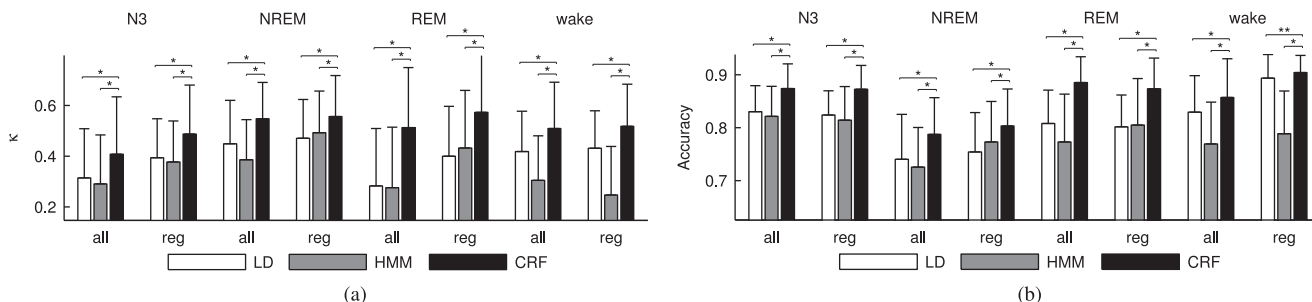 N3 NREM REM wake
* * * * * * * *
* * * * * * * *
0.6
κ
0.4
0.2
all reg all reg all reg all reg
LD HMM CRF
(a)
N3 NREM REM wake
* * * * * * * **
* * * * * * * *
0.9
0.8
Accuracy
0.7
all reg all reg all reg all reg
LD HMM CRF
(b)